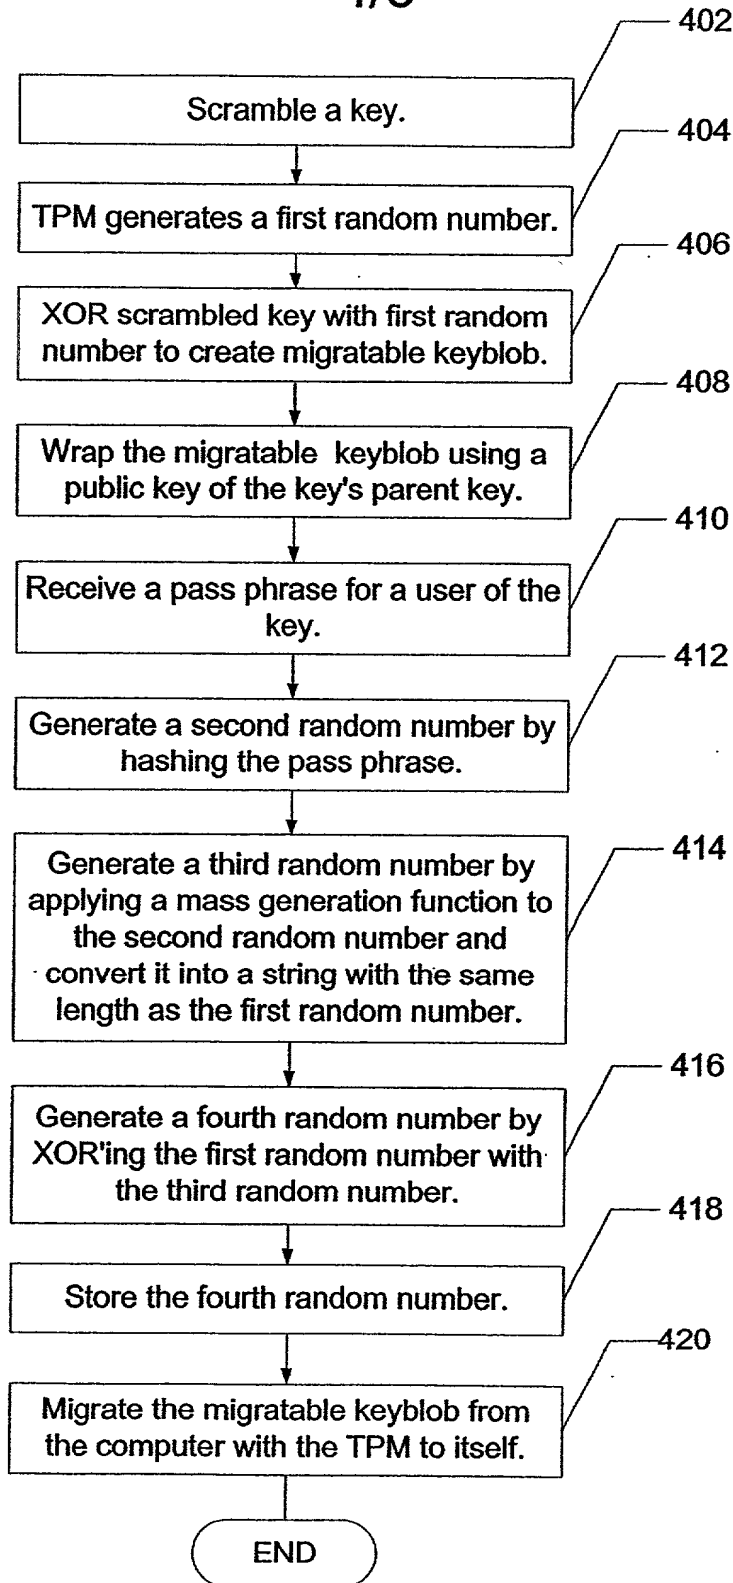 402
Scramble a key.
404
TPM generates a first random number.
406
XOR scrambled key with first random
number to create migratable keyblob.
408
Wrap the migratable keyblob using a
public key of the key's parent key.
410
Receive a pass phrase for a user of the
key.
412
Generate a second random number by
hashing the pass phrase.
414
Generate a third random number by
applying a mass generation function to
the second random number and
convert it into a string with the same
length as the first random number.
416
Generate a fourth random number by
XOR'ing the first random number with
the third random number.
418
Store the fourth random number.
420
Migrate the migratable keyblob from
the computer with the TPM to itself.
END